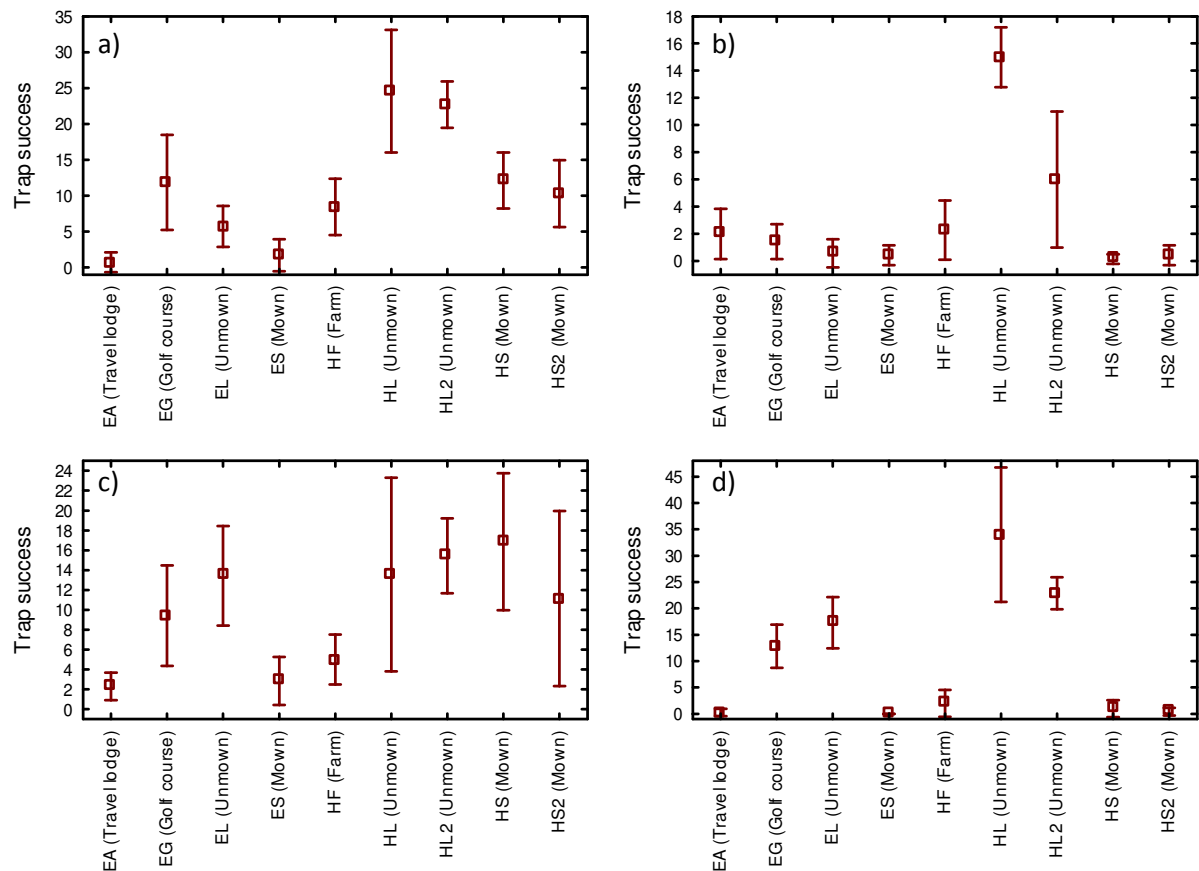 a)
Trap success
35
30
25
20
15
10
5
0
EA (Travel lodge)
EG (Golf course)
EL (Unmown)
ES (Mown)
HF (Farm)
HL (Unmown)
HL2 (Unmown)
HS (Mown)
HS2 (Mown)
b)
Trap success
18
16
14
12
10
8
6
4
2
0
EA (Travel lodge)
EG (Golf course)
EL (Unmown)
ES (Mown)
HF (Farm)
HL (Unmown)
HL2 (Unmown)
HS (Mown)
HS2 (Mown)
c)
Trap success
24
22
20
18
16
14
12
10
8
6
4
2
0
EA (Travel lodge)
EG (Golf course)
EL (Unmown)
ES (Mown)
HF (Farm)
HL (Unmown)
HL2 (Unmown)
HS (Mown)
HS2 (Mown)
d)
Trap success
45
40
35
30
25
20
15
10
5
0
EA (Travel lodge)
EG (Golf course)
EL (Unmown)
ES (Mown)
HF (Farm)
HL (Unmown)
HL2 (Unmown)
HS (Mown)
HS2 (Mown)